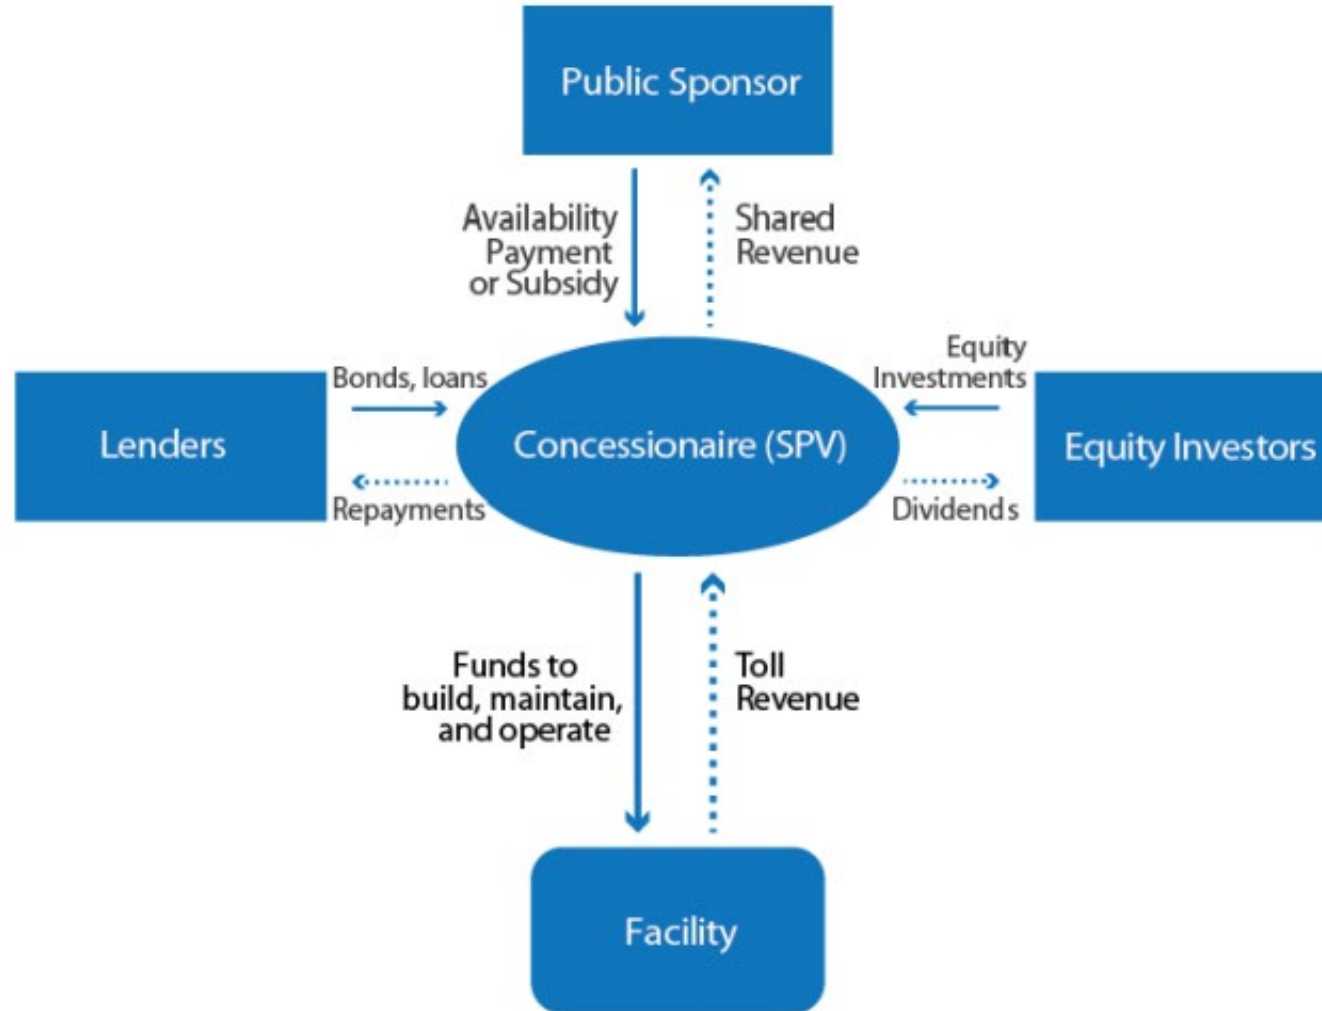 Public Sponsor
Availability
Payment
or Subsidy
Shared
Revenue
Bonds, loans
Equity
Investments
Lenders
Concessionaire (SPV)
Equity Investors
Repayments
Dividends
Funds to
build, maintain,
and operate
Toll
Revenue
Facility